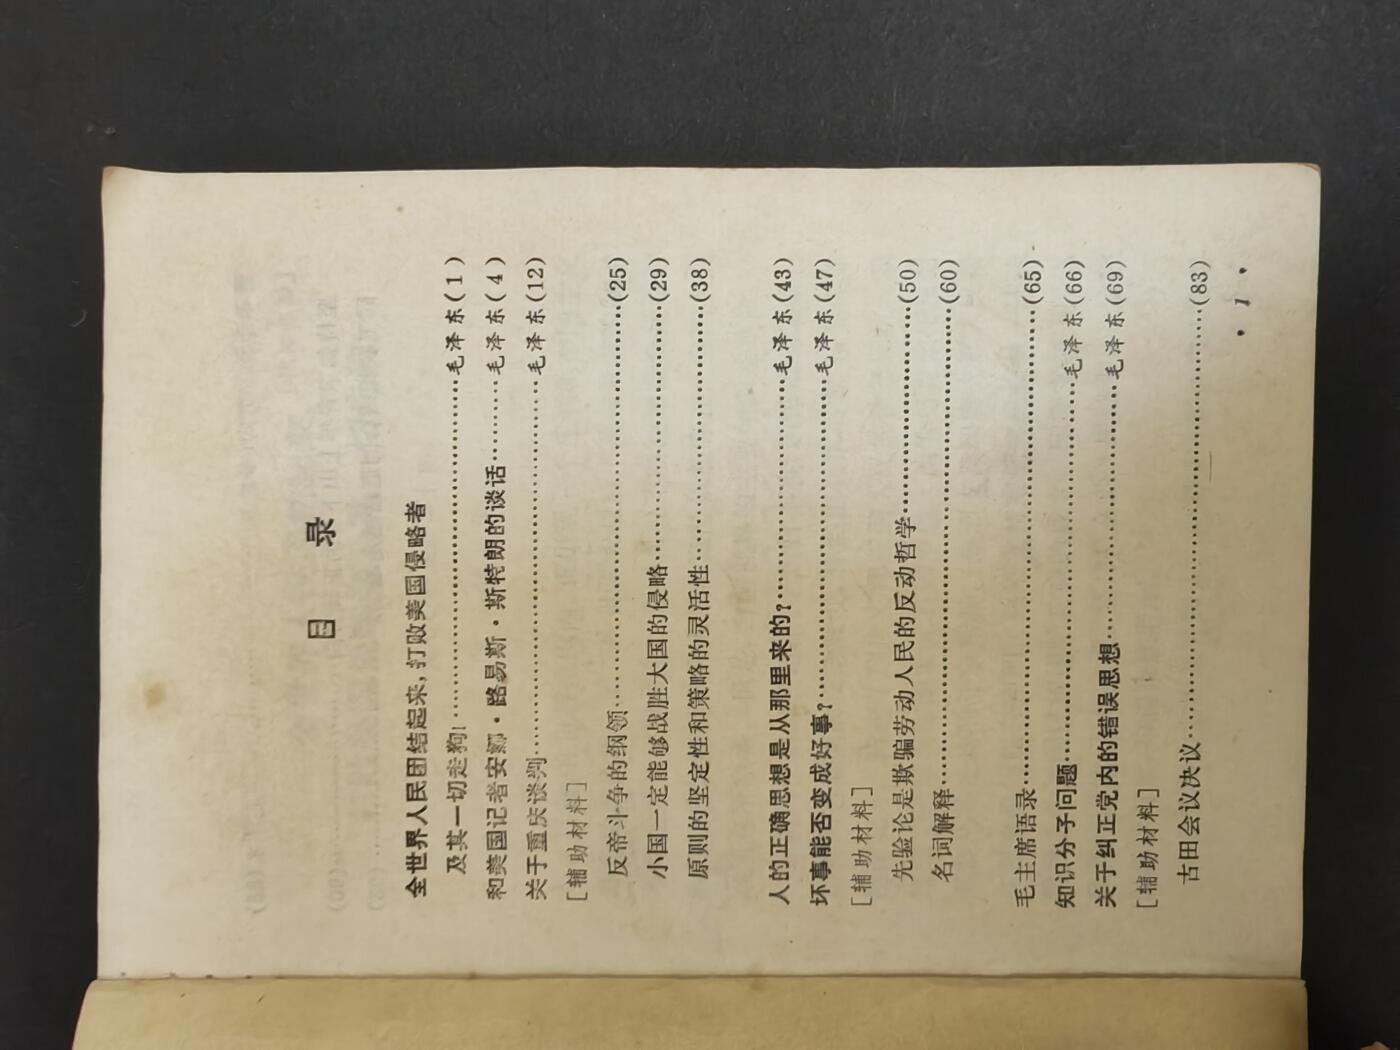 目　录
全世界人民团结起来，打败美国侵略者
及其一切走狗！……………………………毛泽东(1)
和美国记者安娜·路易斯·斯特朗的谈话………毛泽东(4)
关于重庆谈判……………………………毛泽东(12)
［辅助材料］
反帝斗争的纲领……………………………(25)
小国一定能够战胜大国的侵略……………………(29)
原则的坚定性和策略的灵活性……………………(38)
人的正确思想是从那里来的？………………毛泽东(43)
坏事能否变成好事？………………………毛泽东(47)
［辅助材料］
先验论是欺骗劳动人民的反动哲学………………(50)
名词解释……………………………………(60)
毛主席语录…………………………………(65)
知识分子问题……………………………毛泽东(66)
关于纠正党内的错误思想…………………毛泽东(69)
［辅助材料］
古田会议决议………………………………(83)
·1·